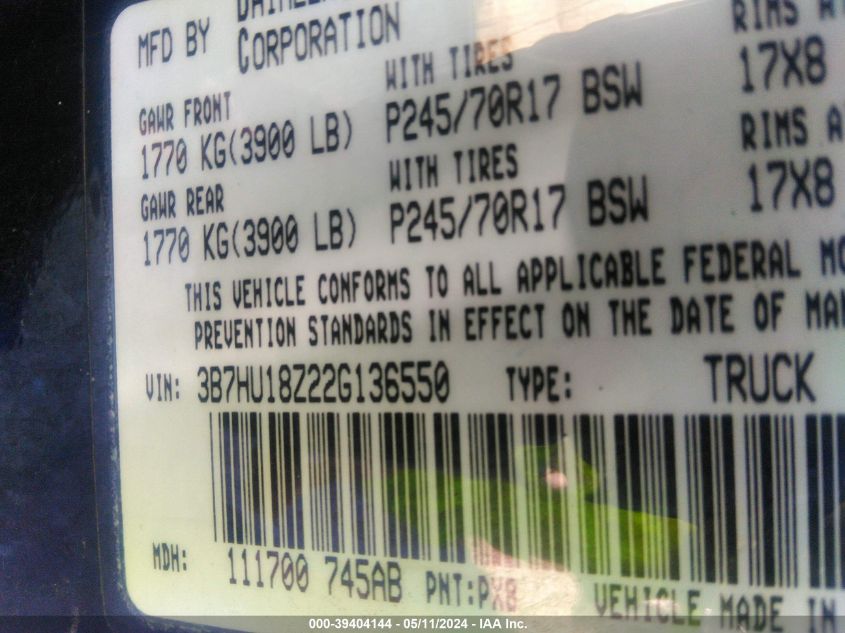 MFD BY
CORPORATION
RIMS
GAWR FRONT WITH TIRES 17X8
1770 KG(3900 LB) P245/70R17 BSW
RIMS
GAWR REAR WITH TIRES 17X8
1770 KG(3900 LB) P245/70R17 BSW
THIS VEHICLE CONFORMS TO ALL APPLICABLE FEDERAL MO
PREVENTION STANDARDS IN EFFECT ON THE DATE OF MAN
VIN: 3B7HU18Z22G136550 TYPE: TRUCK
MDH: 111700 745AB PNT:PX8 VEHICLE MADE IN
000-39404144 - 05/11/2024 - IAA Inc.